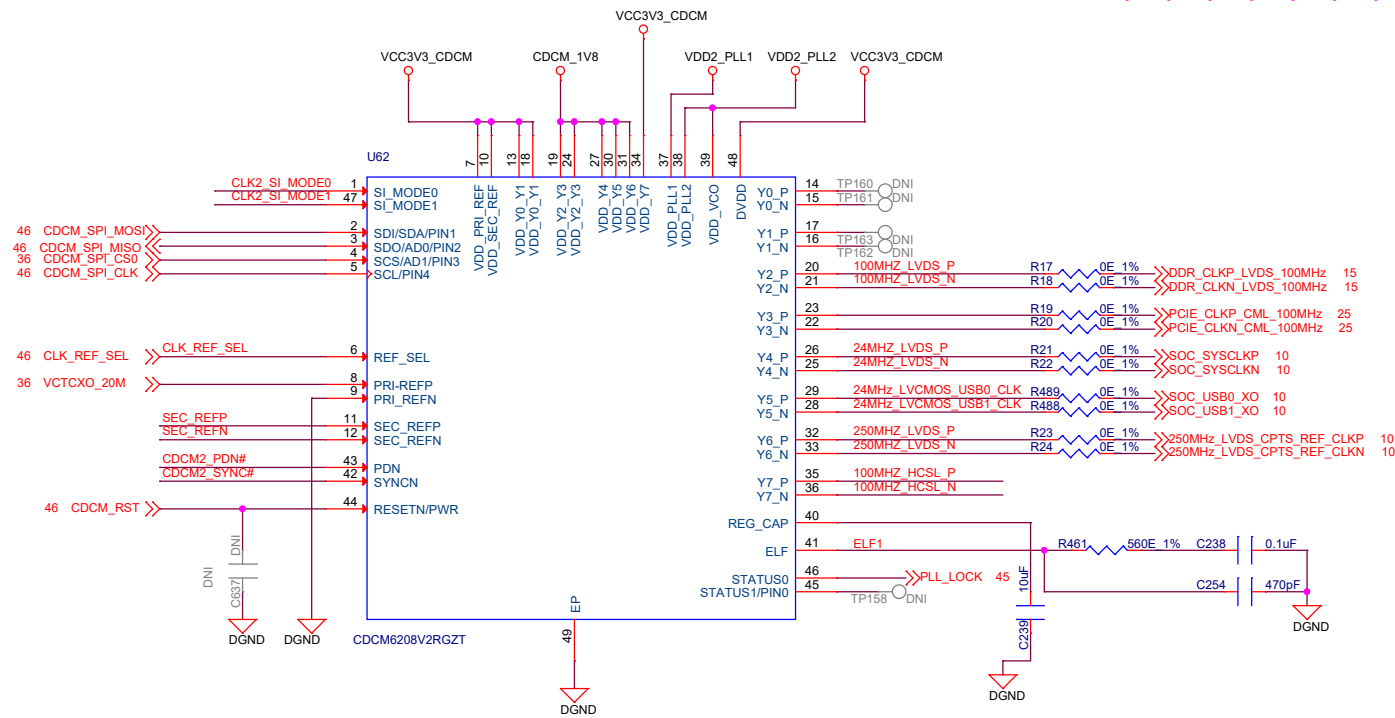 VCC3V3_CDCM
VCC3V3_CDCM
CDCM_1V8
VDD2_PLL1
VDD2_PLL2
VCC3V3_CDCM
U62
7
10
13
18
19
24
27
30
31
34
37
38
39
48
VDD_PRI_REF
VDD_SEC_REF
VDD_Y0_Y1
VDD_Y0_Y1
VDD_Y2_Y3
VDD_Y2_Y3
VDD_Y4
VDD_Y5
VDD_Y6
VDD_Y7
VDD_PLL1
VDD_PLL2
VDD_VCO
DVDD
CLK2_SI_MODE0 1 SI_MODE0
CLK2_SI_MODE1 47 SI_MODE1
46 CDCM_SPI_MOSI 2 SDI/SDA/PIN1
46 CDCM_SPI_MISO 3 SDO/AD0/PIN2
36 CDCM_SPI_CS0 4 SCS/AD1/PIN3
46 CDCM_SPI_CLK 5 SCL/PIN4
46 CLK_REF_SEL CLK_REF_SEL 6 REF_SEL
36 VCTCXO_20M 8 PRI-REFP
9 PRI_REFN
SEC_REFP 11 SEC_REFP
SEC_REFN 12 SEC_REFN
CDCM2_PDN# 43 PDN
CDCM2_SYNC# 42 SYNCN
46 CDCM_RST 44 RESETN/PWR
DNI
DNI
C637
DGND
DGND
CDCM6208V2RGZT
EP
49
DGND
Y0_P 14 TP160 DNI
Y0_N 15 TP161 DNI
Y1_P 17 TP163 DNI
Y1_N 16 TP162 DNI
Y2_P 20 100MHZ_LVDS_P R17 0E_1% DDR_CLKP_LVDS_100MHz 15
Y2_N 21 100MHZ_LVDS_N R18 0E_1% DDR_CLKN_LVDS_100MHz 15
Y3_P 23 R19 0E_1% PCIE_CLKP_CML_100MHz 25
Y3_N 22 R20 0E_1% PCIE_CLKN_CML_100MHz 25
Y4_P 26 24MHZ_LVDS_P R21 0E_1% SOC_SYSCLKP 10
Y4_N 25 24MHZ_LVDS_N R22 0E_1% SOC_SYSCLKN 10
Y5_P 29 24MHz_LVCMOS_USB0_CLK R489 0E_1% SOC_USB0_XO 10
Y5_N 28 24MHz_LVCMOS_USB1_CLK R488 0E_1% SOC_USB1_XO 10
Y6_P 32 250MHZ_LVDS_P R23 0E_1% 250MHz_LVDS_CPTS_REF_CLKP 10
Y6_N 33 250MHZ_LVDS_N R24 0E_1% 250MHz_LVDS_CPTS_REF_CLKN 10
Y7_P 35 100MHZ_HCSL_P
Y7_N 36 100MHZ_HCSL_N
REG_CAP 40
ELF 41 ELF1 R461 560E_1% C238 0.1uF
STATUS0 46 PLL_LOCK 45
STATUS1/PIN0 45 TP158 DNI
C254 470pF
10uF
C239
DGND
DGND